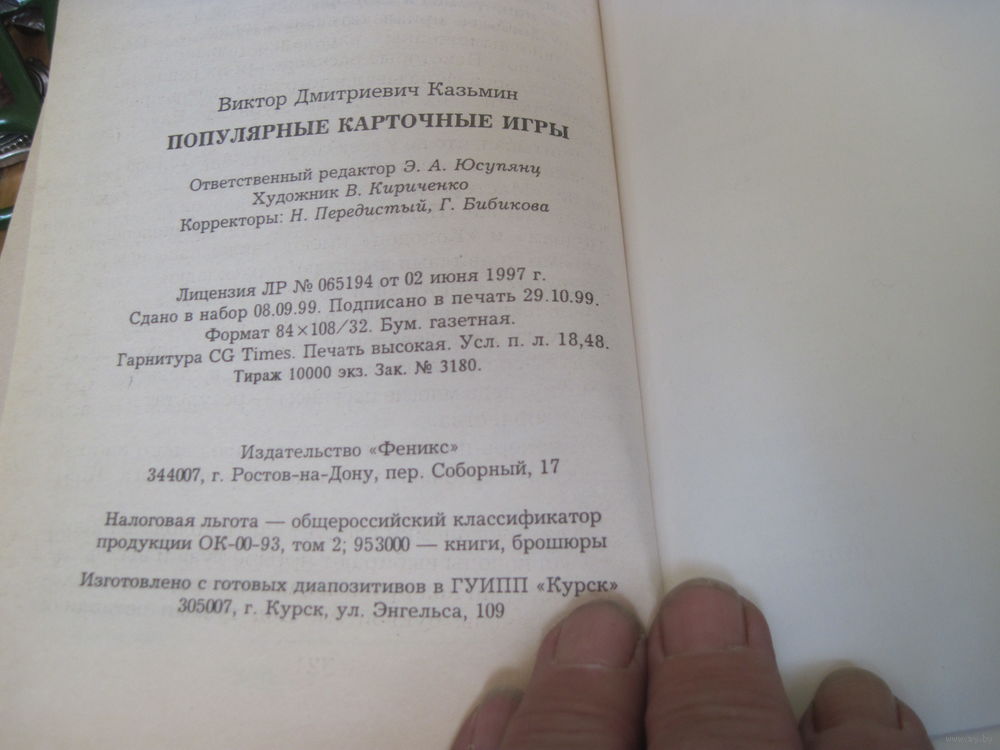 Виктор Дмитриевич Казьмин
ПОПУЛЯРНЫЕ КАРТОЧНЫЕ ИГРЫ
Ответственный редактор Э. А. Юсупянц
Художник В. Кириченко
Корректоры: Н. Передистый, Г. Бибикова
Лицензия ЛР № 065194 от 02 июня 1997 г.
Сдано в набор 08.09.99. Подписано в печать 29.10.99.
Формат 84×108/32. Бум. газетная.
Гарнитура CG Times. Печать высокая. Усл. п. л. 18,48.
Тираж 10000 экз. Зак. № 3180.
Издательство «Феникс»
344007, г. Ростов-на-Дону, пер. Соборный, 17
Налоговая льгота — общероссийский классификатор
продукции ОК-00-93, том 2; 953000 — книги, брошюры
Изготовлено с готовых диапозитивов в ГУИПП «Курск»
305007, г. Курск, ул. Энгельса, 109